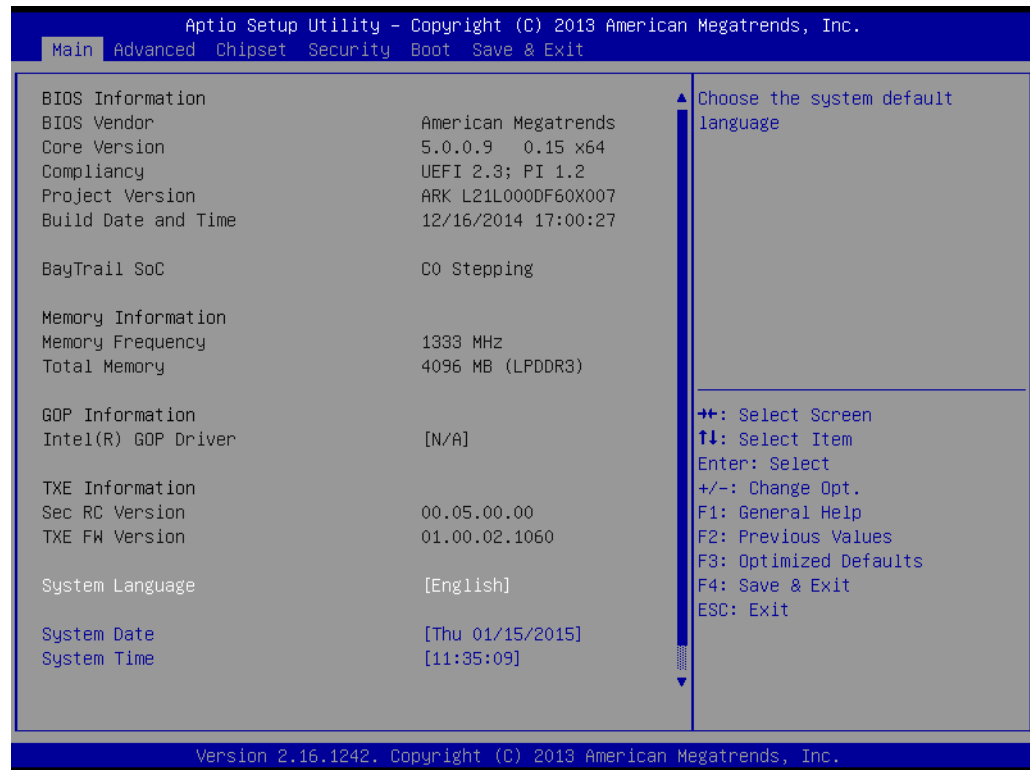 Aptio Setup Utility – Copyright (C) 2013 American Megatrends, Inc.
Main Advanced Chipset Security Boot Save & Exit
BIOS Information
BIOS Vendor American Megatrends
Core Version 5.0.0.9 0.15 x64
Compliancy UEFI 2.3; PI 1.2
Project Version ARK L21L000DF60X007
Build Date and Time 12/16/2014 17:00:27
BayTrail SoC C0 Stepping
Memory Information
Memory Frequency 1333 MHz
Total Memory 4096 MB (LPDDR3)
GOP Information
Intel(R) GOP Driver [N/A]
TXE Information
Sec RC Version 00.05.00.00
TXE FW Version 01.00.02.1060
System Language [English]
System Date [Thu 01/15/2015]
System Time [11:35:09]
Choose the system default
language
→←: Select Screen
↑↓: Select Item
Enter: Select
+/-: Change Opt.
F1: General Help
F2: Previous Values
F3: Optimized Defaults
F4: Save & Exit
ESC: Exit
Version 2.16.1242. Copyright (C) 2013 American Megatrends, Inc.